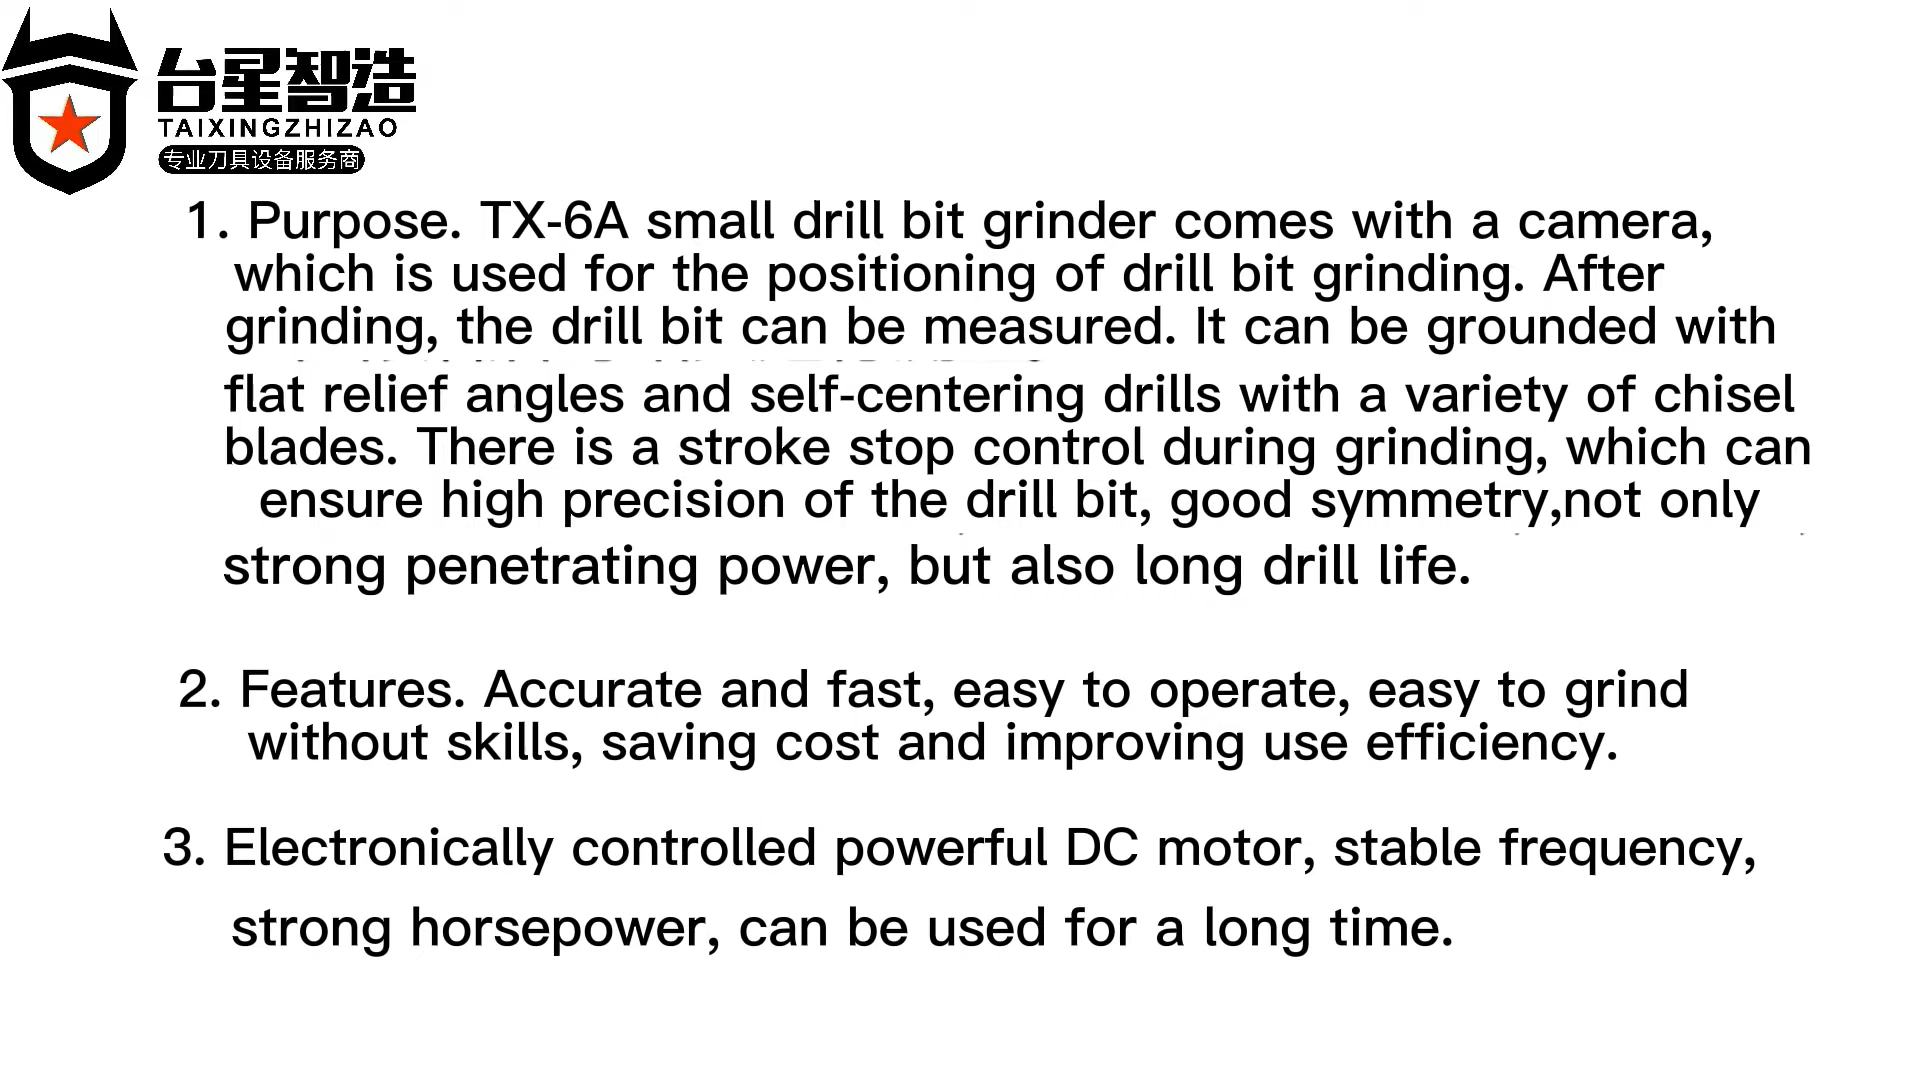 台星智造
TAIXINGZHIZAO
专业刀具设备服务商
1. Purpose. TX-6A small drill bit grinder comes with a camera,
which is used for the positioning of drill bit grinding. After
grinding, the drill bit can be measured. It can be grounded with
flat relief angles and self-centering drills with a variety of chisel
blades. There is a stroke stop control during grinding, which can
ensure high precision of the drill bit, good symmetry,not only
strong penetrating power, but also long drill life.
2. Features. Accurate and fast, easy to operate, easy to grind
without skills, saving cost and improving use efficiency.
3. Electronically controlled powerful DC motor, stable frequency,
strong horsepower, can be used for a long time.